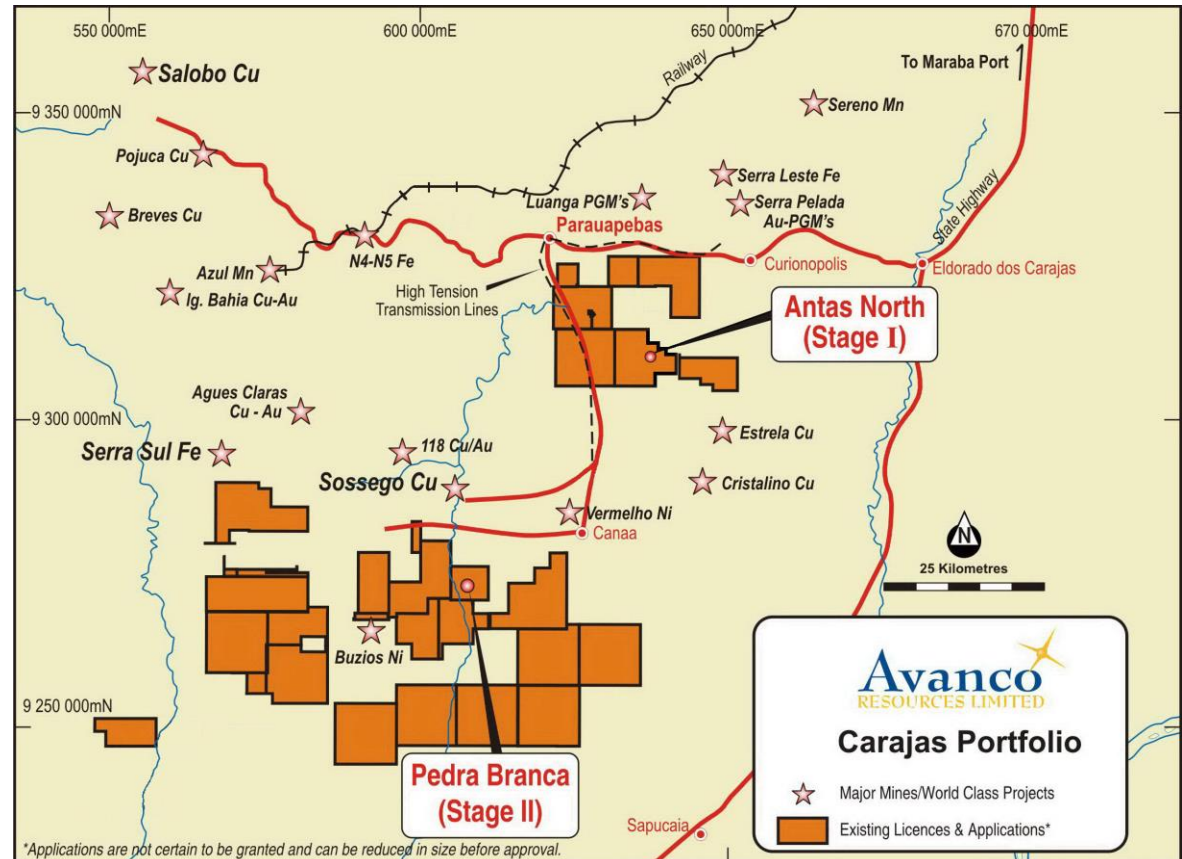 550 000mE
600 000mE
650 000mE
670 000mE
To Maraba Port
Railway
Salobo Cu
9 350 000mN
Sereno Mn
Pojuca Cu
Serra Leste Fe
Luanga PGM's
Serra Pelada
Au-PGM's
State Highway
Breves Cu
Parauapebas
N4-N5 Fe
Curionopolis
Eldorado dos Carajas
Azul Mn
Ig. Bahia Cu-Au
High Tension
Transmission Lines
Antas North
(Stage I)
Agues Claras
Cu - Au
9 300 000mN
Estrela Cu
Serra Sul Fe
118 Cu/Au
Sossego Cu
Cristalino Cu
Vermelho Ni
Canaa
N
25 Kilometres
Buzios Ni
9 250 000mN
Pedra Branca
(Stage II)
Avanco
RESOURCES LIMITED
Carajas Portfolio
Major Mines/World Class Projects
Existing Licences & Applications*
Sapucaia
*Applications are not certain to be granted and can be reduced in size before approval.